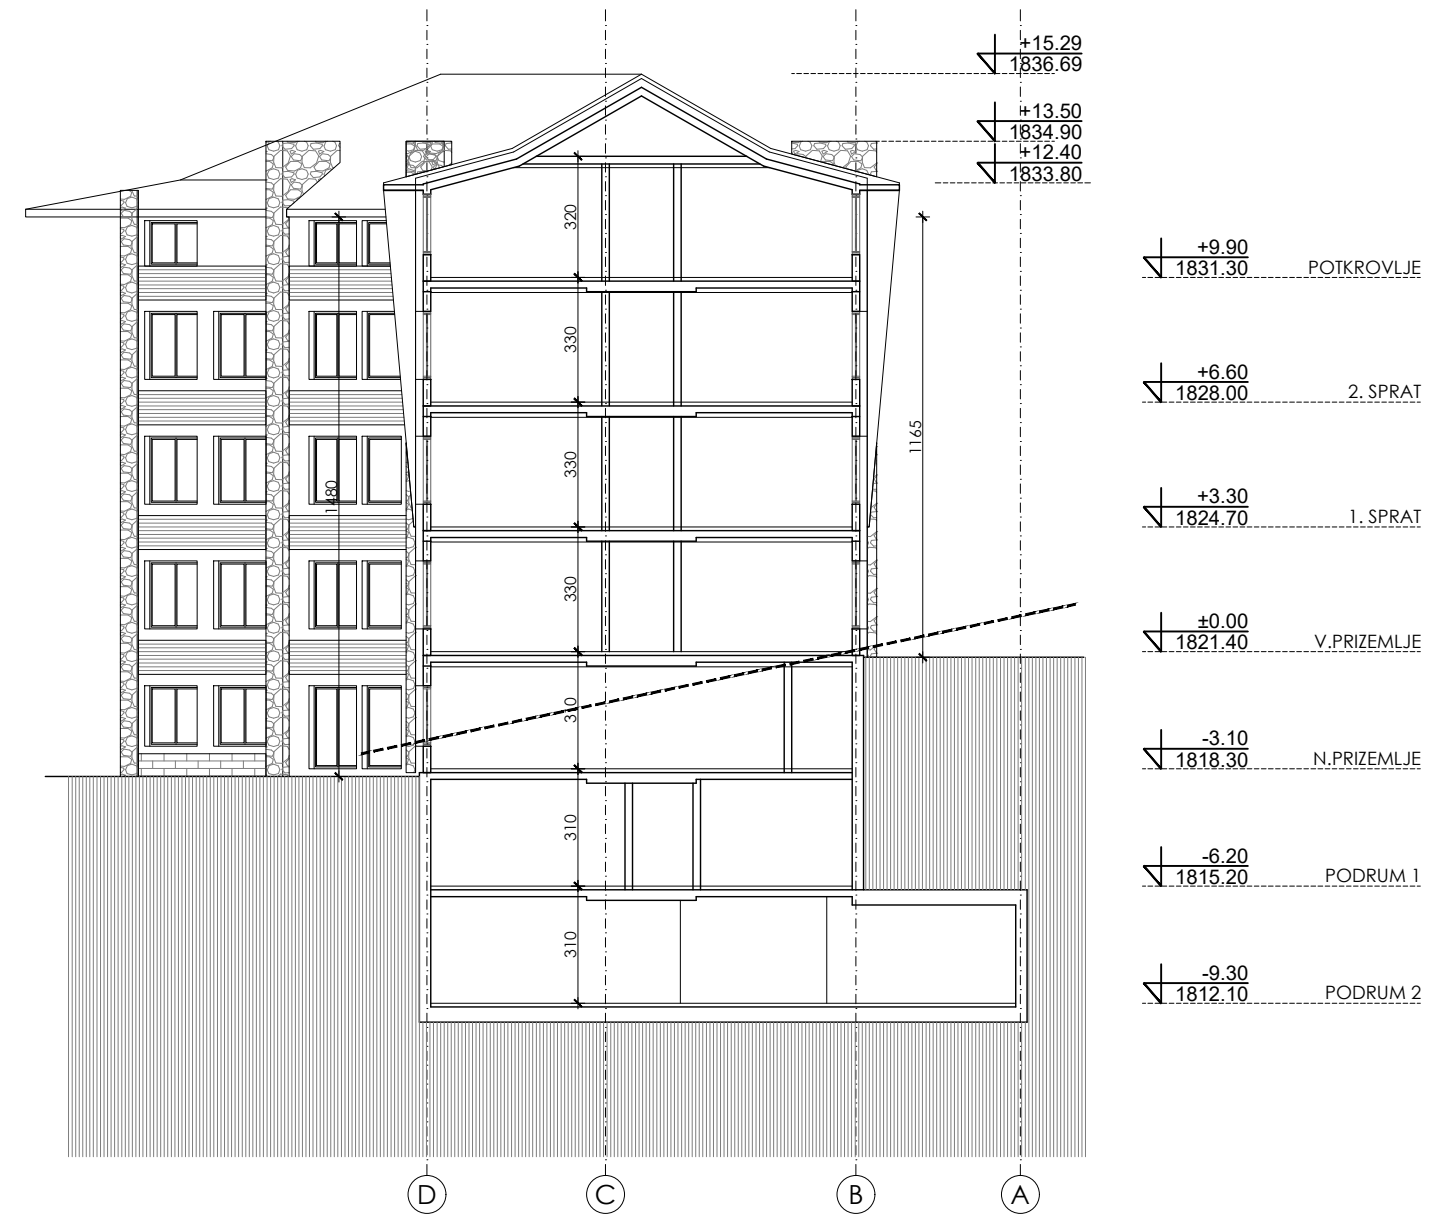 +15.29
1836.69
+13.50
1834.90
+12.40
1833.80
+9.90
1831.30 POTKROVLJE
+6.60
1828.00 2. SPRAT
+3.30
1824.70 1. SPRAT
±0.00
1821.40 V.PRIZEMLJE
-3.10
1818.30 N.PRIZEMLJE
-6.20
1815.20 PODRUM 1
-9.30
1812.10 PODRUM 2
320
330
330
330
310
310
310
1480
1165
D C B A